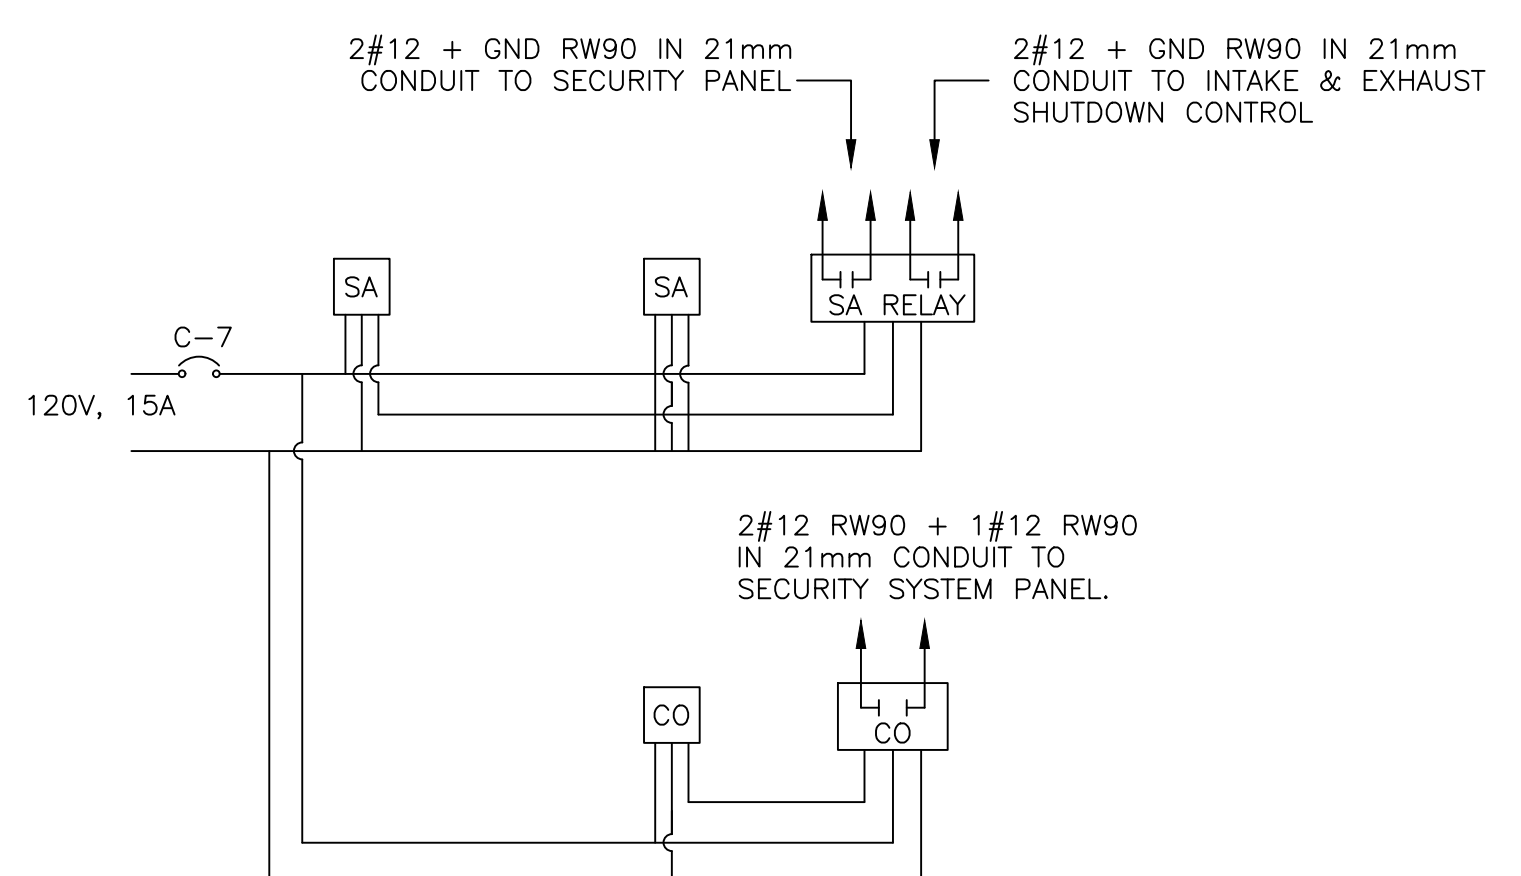 2#12 + GND RW90 IN 21mm
CONDUIT TO SECURITY PANEL
2#12 + GND RW90 IN 21mm
CONDUIT TO INTAKE & EXHAUST
SHUTDOWN CONTROL
SA
SA
SA RELAY
C-7
120V, 15A
2#12 RW90 + 1#12 RW90
IN 21mm CONDUIT TO
SECURITY SYSTEM PANEL.
CO
CO